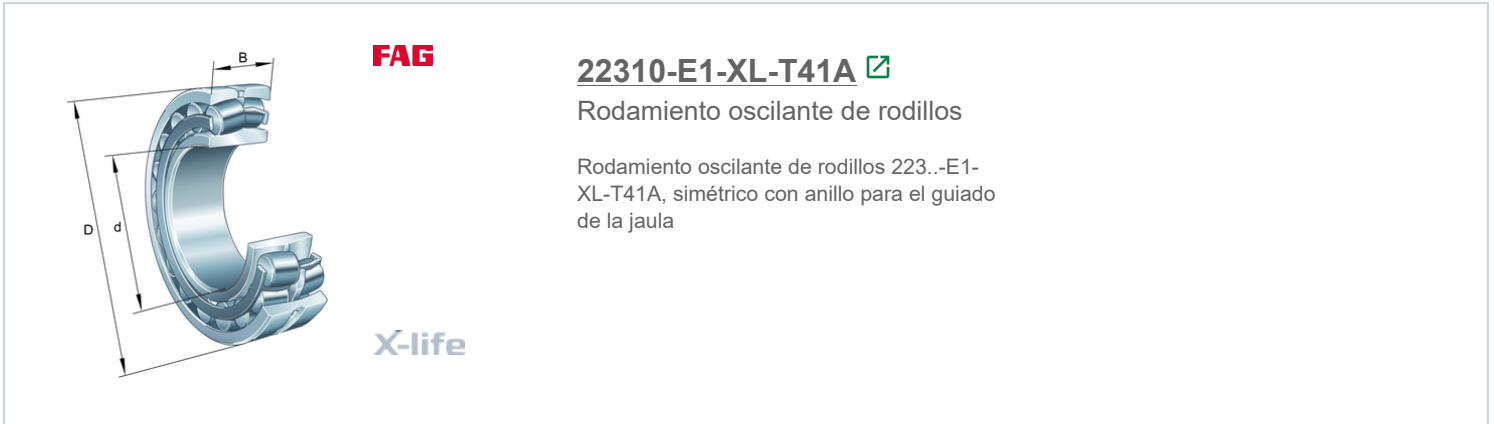 B
D
d
FAG
X-life
22310-E1-XL-T41A
Rodamiento oscilante de rodillos
Rodamiento oscilante de rodillos 223..-E1-
XL-T41A, simétrico con anillo para el guiado
de la jaula